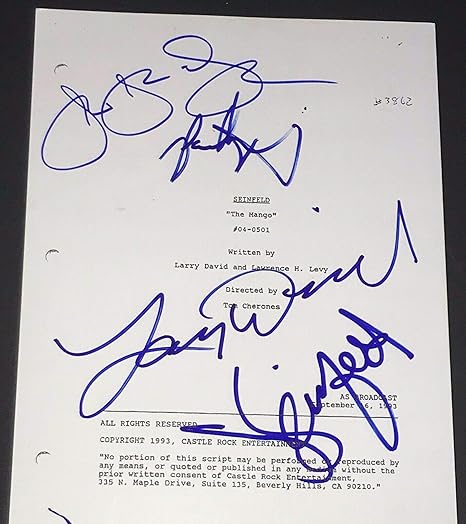 #3862
SEINFELD
"The Mango"
#04-0501
Written by
Larry David and Lawrence H. Levy
Directed by
Tom Cherones
AS BROADCAST
September 16, 1993
ALL RIGHTS RESERVED
COPYRIGHT 1993, CASTLE ROCK ENTERTAINMENT
"No portion of this script may be performed or reproduced by
any means, or quoted or published in any medium without the
prior written consent of Castle Rock Entertainment,
335 N. Maple Drive, Suite 135, Beverly Hills, CA 90210."
Larry David
Seinfeld